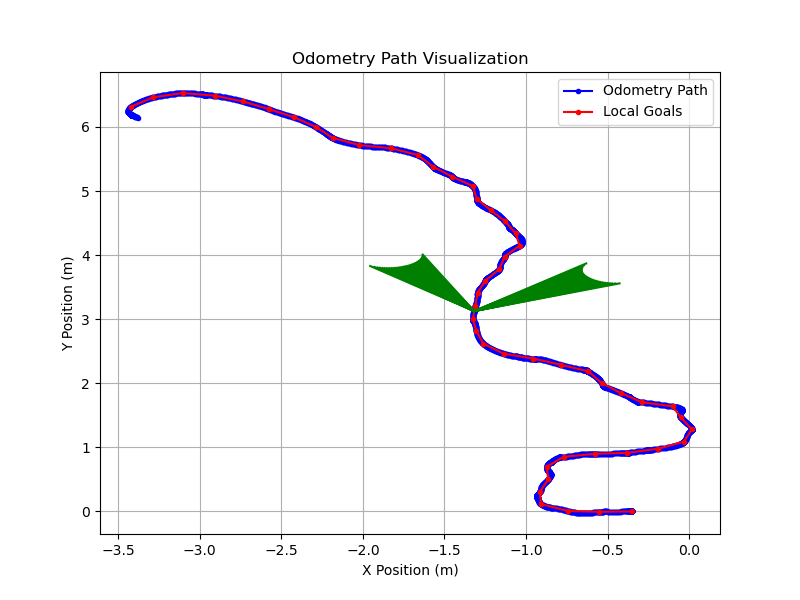 Odometry Path Visualization
Odometry Path
Local Goals
Y Position (m)
6
5
4
3
2
1
0
−3.5 −3.0 −2.5 −2.0 −1.5 −1.0 −0.5 0.0
X Position (m)